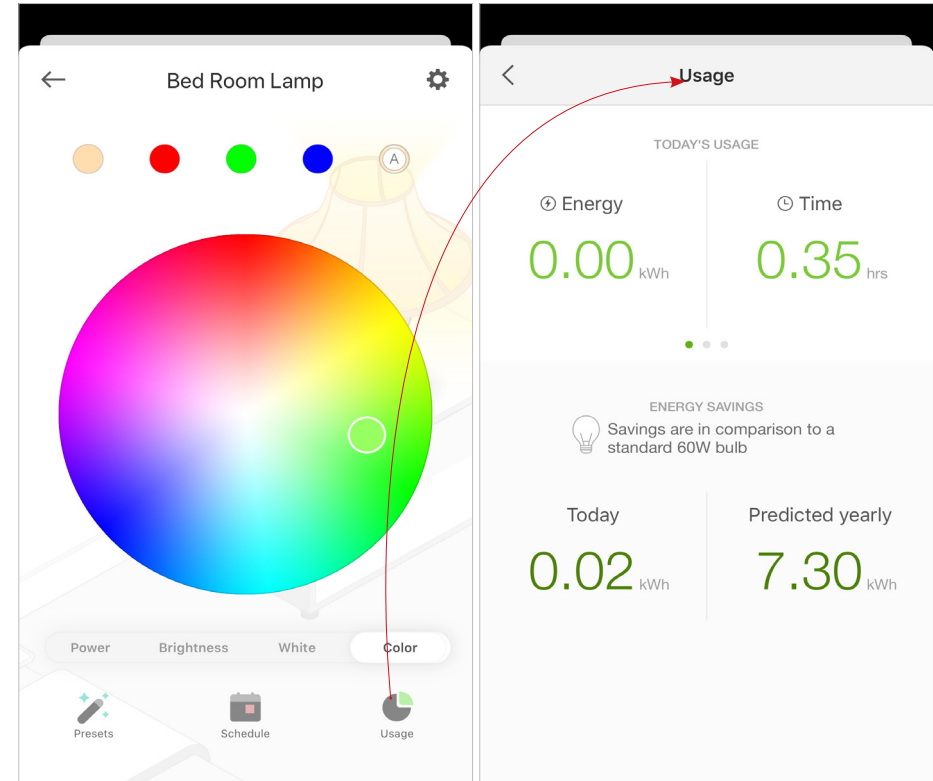 Bed Room Lamp
A
Power
Brightness
White
Color
Presets
Schedule
Usage
Usage
TODAY'S USAGE
Energy
Time
0.00 kWh
0.35 hrs
ENERGY SAVINGS
Savings are in comparison to a
standard 60W bulb
Today
Predicted yearly
0.02 kWh
7.30 kWh